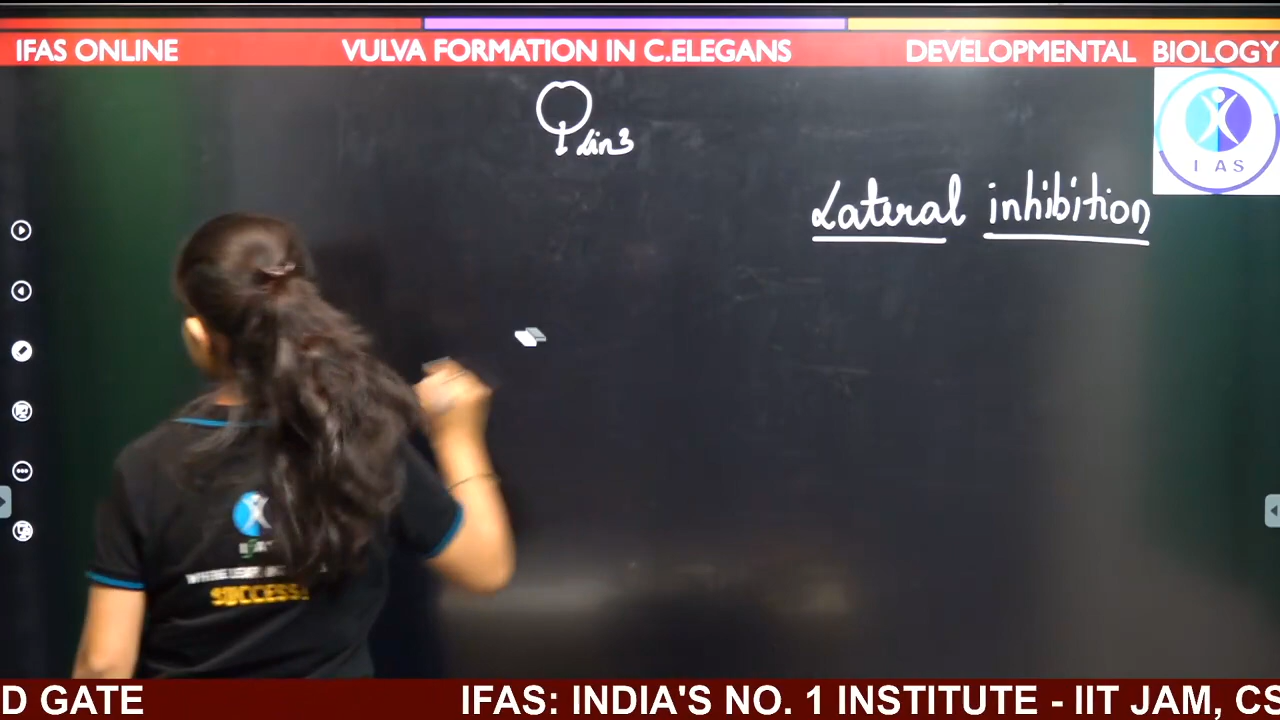 IFAS ONLINE VULVA FORMATION IN C.ELEGANS DEVELOPMENTAL BIOLOGY
lin3
I AS
Lateral inhibition
SUCCESS
D GATE IFAS: INDIA'S NO. 1 INSTITUTE - IIT JAM, CS